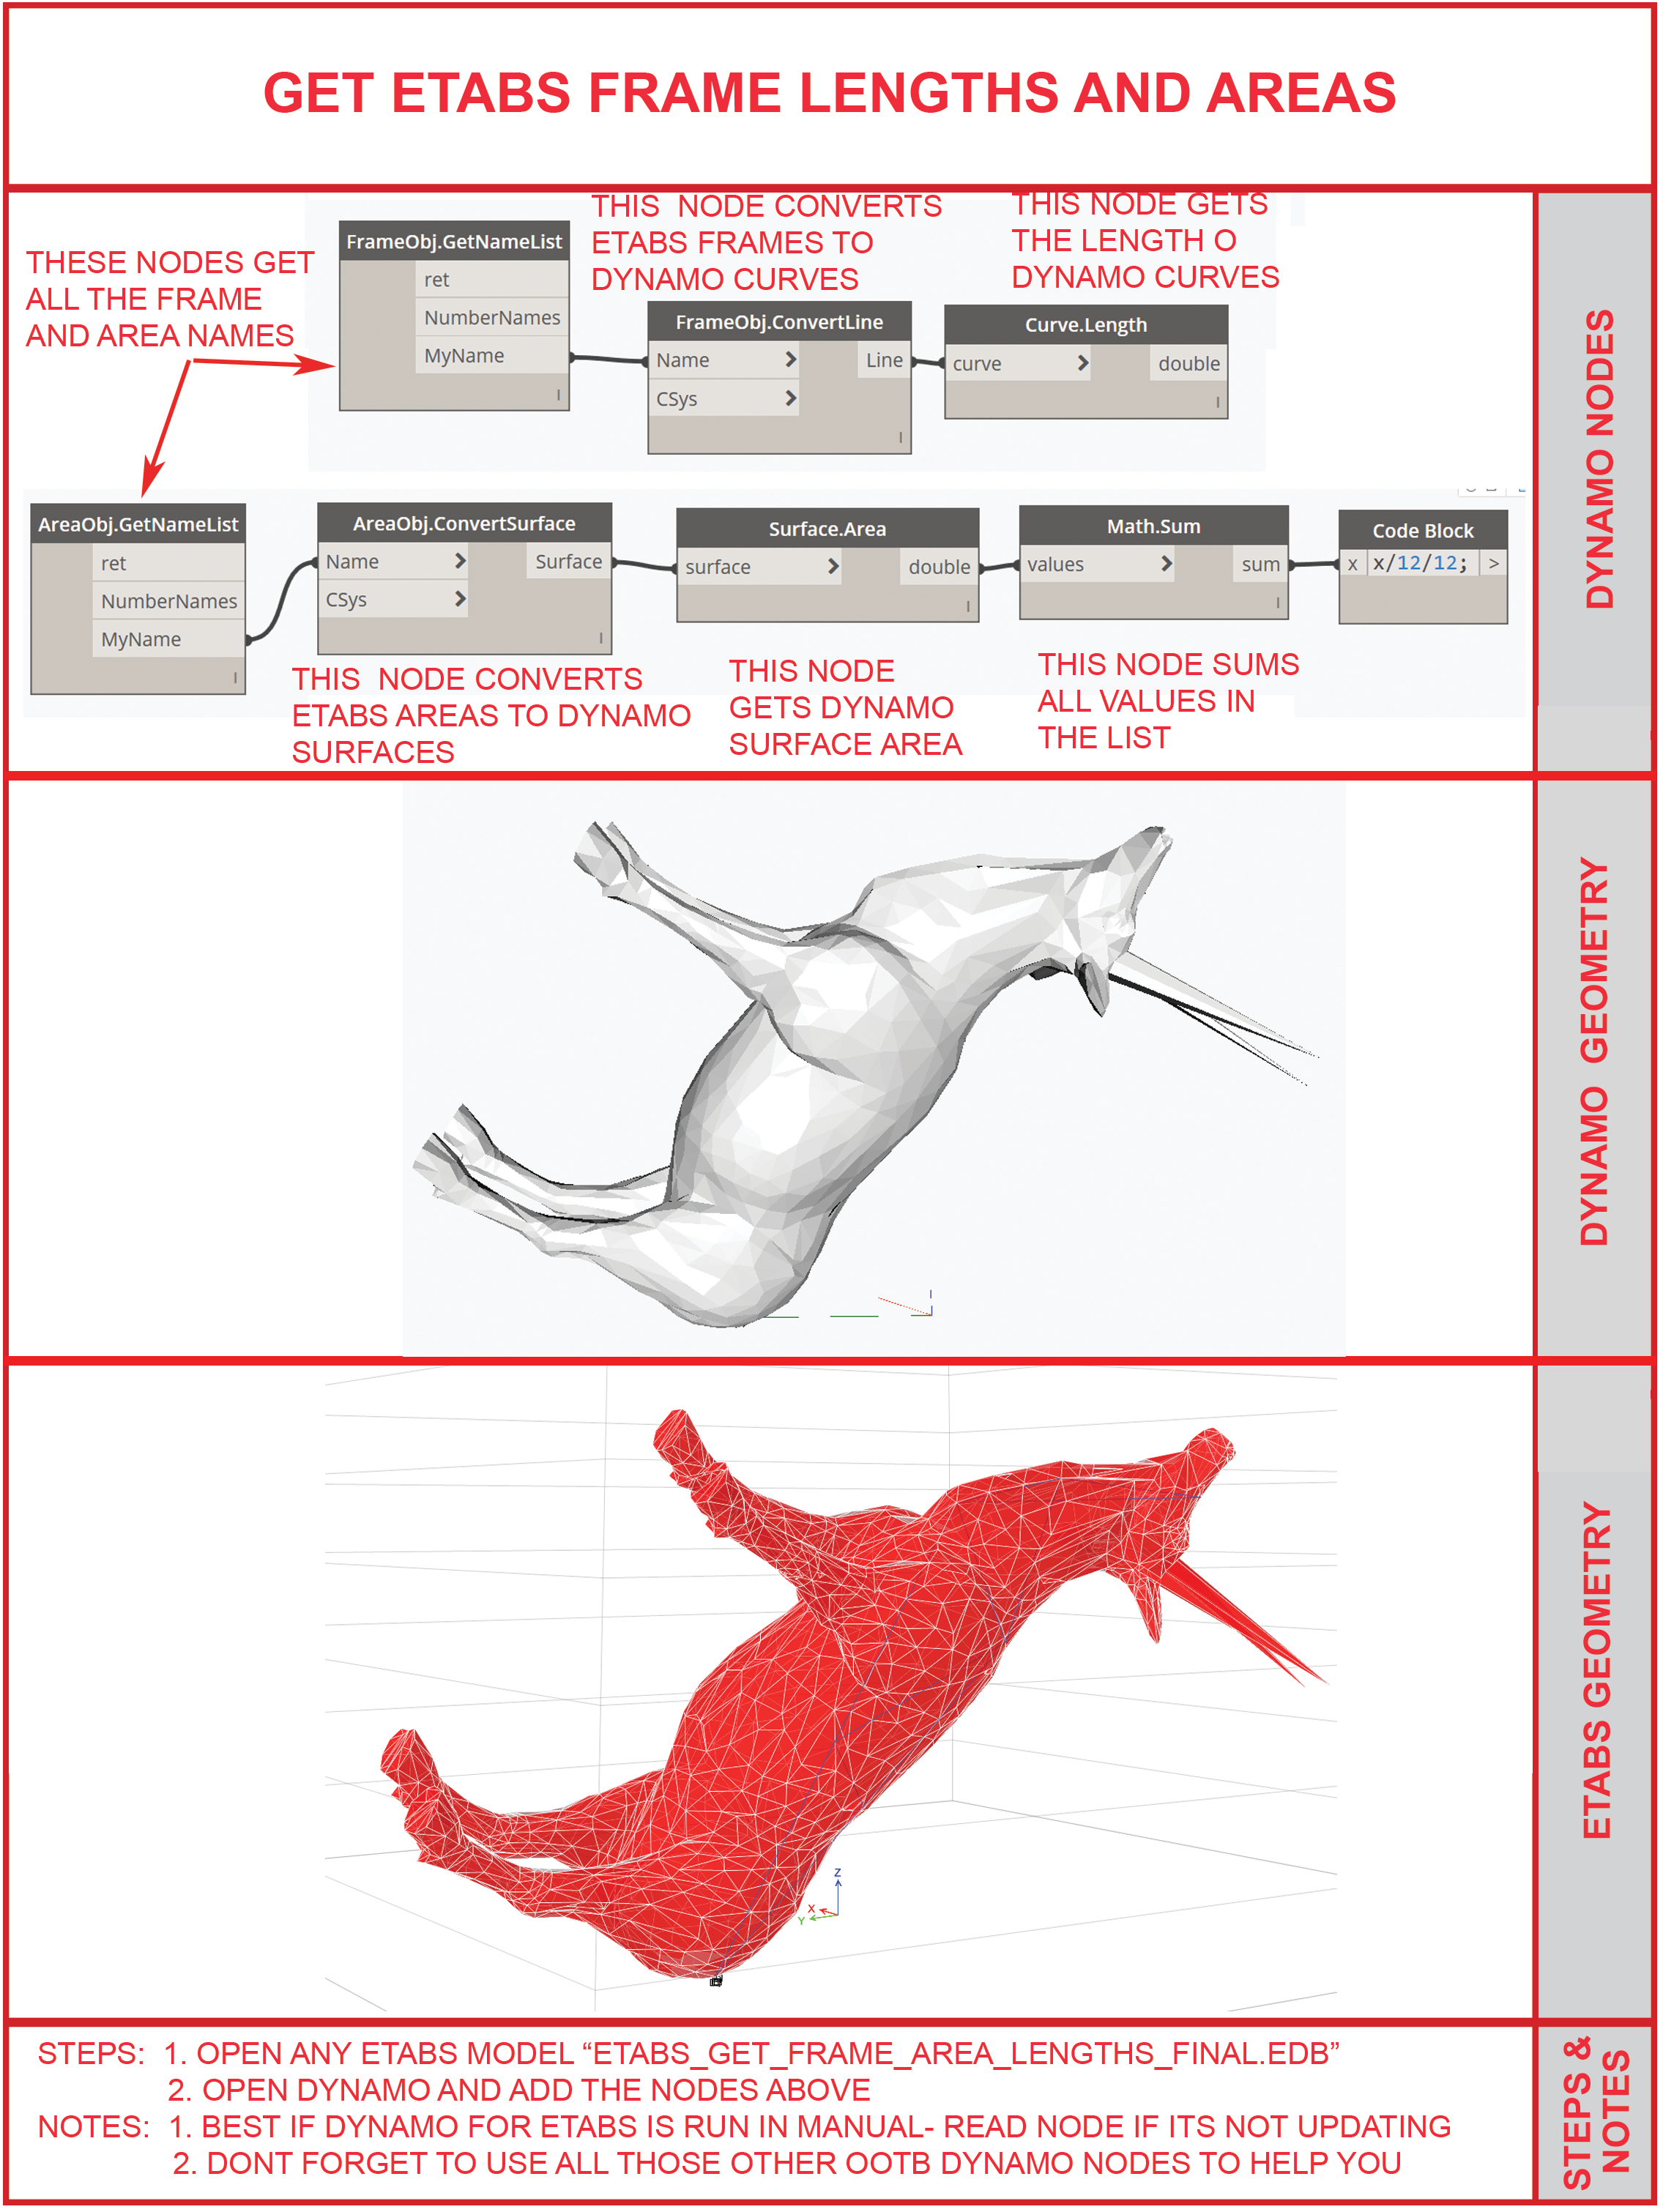 GET ETABS FRAME LENGTHS AND AREAS
THESE NODES GET
ALL THE FRAME
AND AREA NAMES
FrameObj.GetNameList
ret
NumberNames
MyName
I
THIS NODE CONVERTS
ETABS FRAMES TO
DYNAMO CURVES
FrameObj.ConvertLine
Name > Line
CSys >
I
THIS NODE GETS
THE LENGTH O
DYNAMO CURVES
Curve.Length
curve > double
I
AreaObj.GetNameList
ret
NumberNames
MyName
I
AreaObj.ConvertSurface
Name > Surface
CSys >
I
THIS NODE CONVERTS
ETABS AREAS TO DYNAMO
SURFACES
Surface.Area
surface > double
I
THIS NODE
GETS DYNAMO
SURFACE AREA
Math.Sum
values > sum
I
THIS NODE SUMS
ALL VALUES IN
THE LIST
Code Block
x x/12/12; >
DYNAMO NODES
DYNAMO GEOMETRY
Z
X
Y
ETABS GEOMETRY
STEPS: 1. OPEN ANY ETABS MODEL “ETABS_GET_FRAME_AREA_LENGTHS_FINAL.EDB”
2. OPEN DYNAMO AND ADD THE NODES ABOVE
NOTES: 1. BEST IF DYNAMO FOR ETABS IS RUN IN MANUAL- READ NODE IF ITS NOT UPDATING
2. DONT FORGET TO USE ALL THOSE OTHER OOTB DYNAMO NODES TO HELP YOU
STEPS &
NOTES